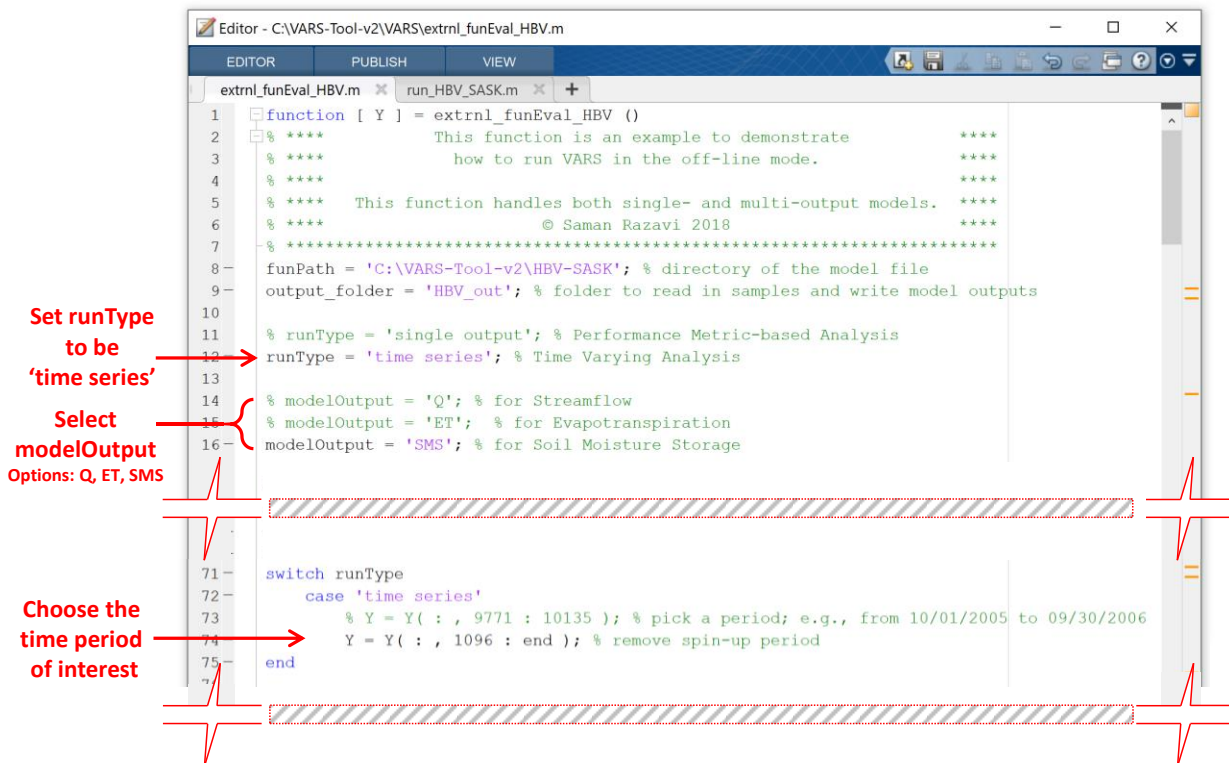 Editor - C:\VARS-Tool-v2\VARS\extrnl_funEval_HBV.m
EDITOR PUBLISH VIEW
extrnl_funEval_HBV.m run_HBV_SASK.m
1 function [ Y ] = extrnl_funEval_HBV ()
2 % **** This function is an example to demonstrate ****
3 % **** how to run VARS in the off-line mode. ****
4 % **** ****
5 % **** This function handles both single- and multi-output models. ****
6 % **** © Saman Razavi 2018 ****
7 % ***********************************************************************
8 funPath = 'C:\VARS-Tool-v2\HBV-SASK'; % directory of the model file
9 output_folder = 'HBV_out'; % folder to read in samples and write model outputs
10
11 % runType = 'single output'; % Performance Metric-based Analysis
12 runType = 'time series'; % Time Varying Analysis
13
14 % modelOutput = 'Q'; % for Streamflow
15 % modelOutput = 'ET'; % for Evapotranspiration
16 modelOutput = 'SMS'; % for Soil Moisture Storage
Set runType
to be
‘time series’
Select
modelOutput
Options: Q, ET, SMS
71 switch runType
72 case 'time series'
73 % Y = Y( : , 9771 : 10135 ); % pick a period; e.g., from 10/01/2005 to 09/30/2006
74 Y = Y( : , 1096 : end ); % remove spin-up period
75 end
Choose the
time period
of interest